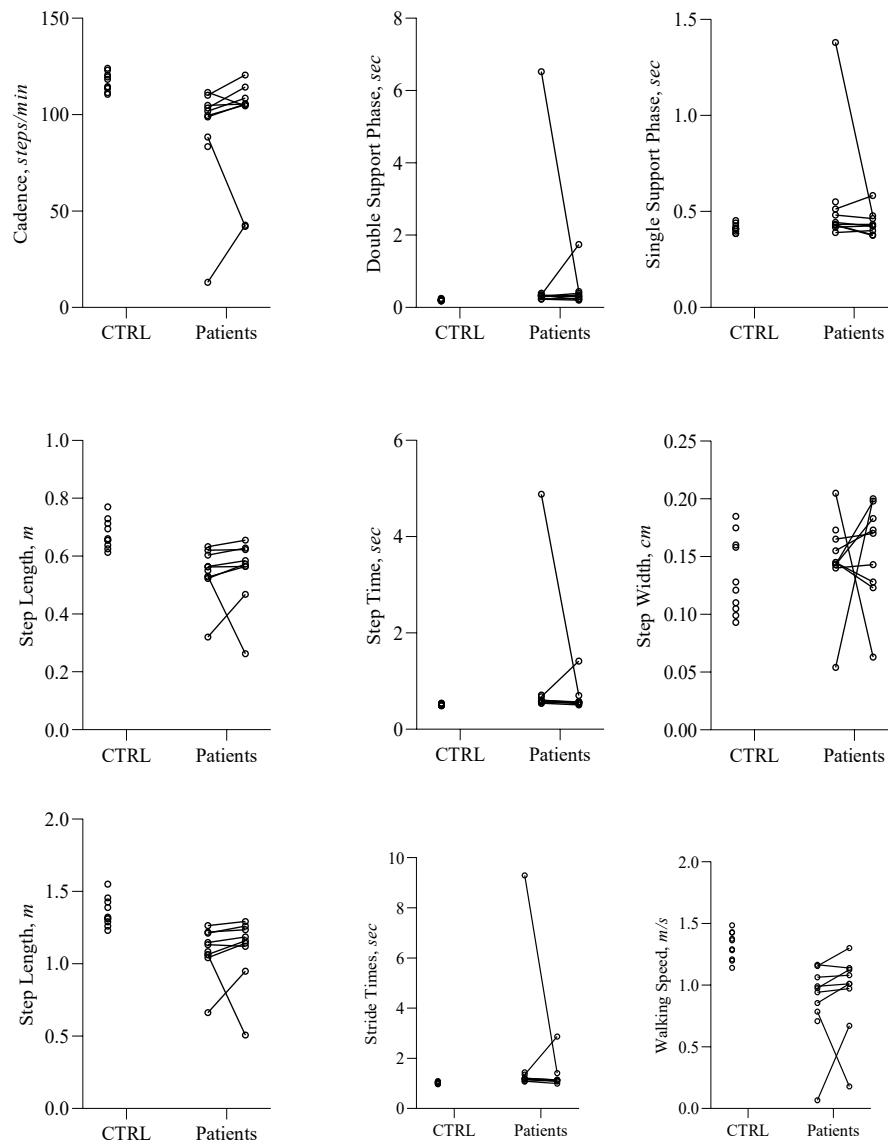 150
100
50
0
Cadence, steps/min
CTRL Patients
8
6
4
2
0
Double Support Phase, sec
CTRL Patients
1.5
1.0
0.5
0.0
Single Support Phase, sec
CTRL Patients
1.0
0.8
0.6
0.4
0.2
0.0
Step Length, m
CTRL Patients
6
4
2
0
Step Time, sec
CTRL Patients
0.25
0.20
0.15
0.10
0.05
0.00
Step Width, cm
CTRL Patients
2.0
1.5
1.0
0.5
0.0
Step Length, m
CTRL Patients
10
8
6
4
2
0
Stride Times, sec
CTRL Patients
2.0
1.5
1.0
0.5
0.0
Walking Speed, m/s
CTRL Patients